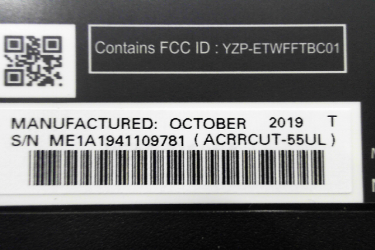 Contains FCC ID : YZP-ETWFFTBC01
MANUFACTURED: OCTOBER 2019 T
S/N ME1A1941109781 ( ACRRCUT-55UL )